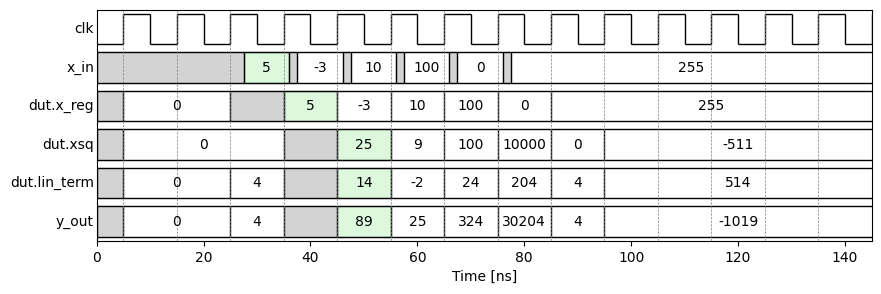 clk
x_in 5 -3 10 100 0 255
dut.x_reg 0 5 -3 10 100 0 255
dut.xsq 0 25 9 100 10000 0 -511
dut.lin_term 0 4 14 -2 24 204 4 514
y_out 0 4 89 25 324 30204 4 -1019
0 20 40 60 80 100 120 140
Time [ns]